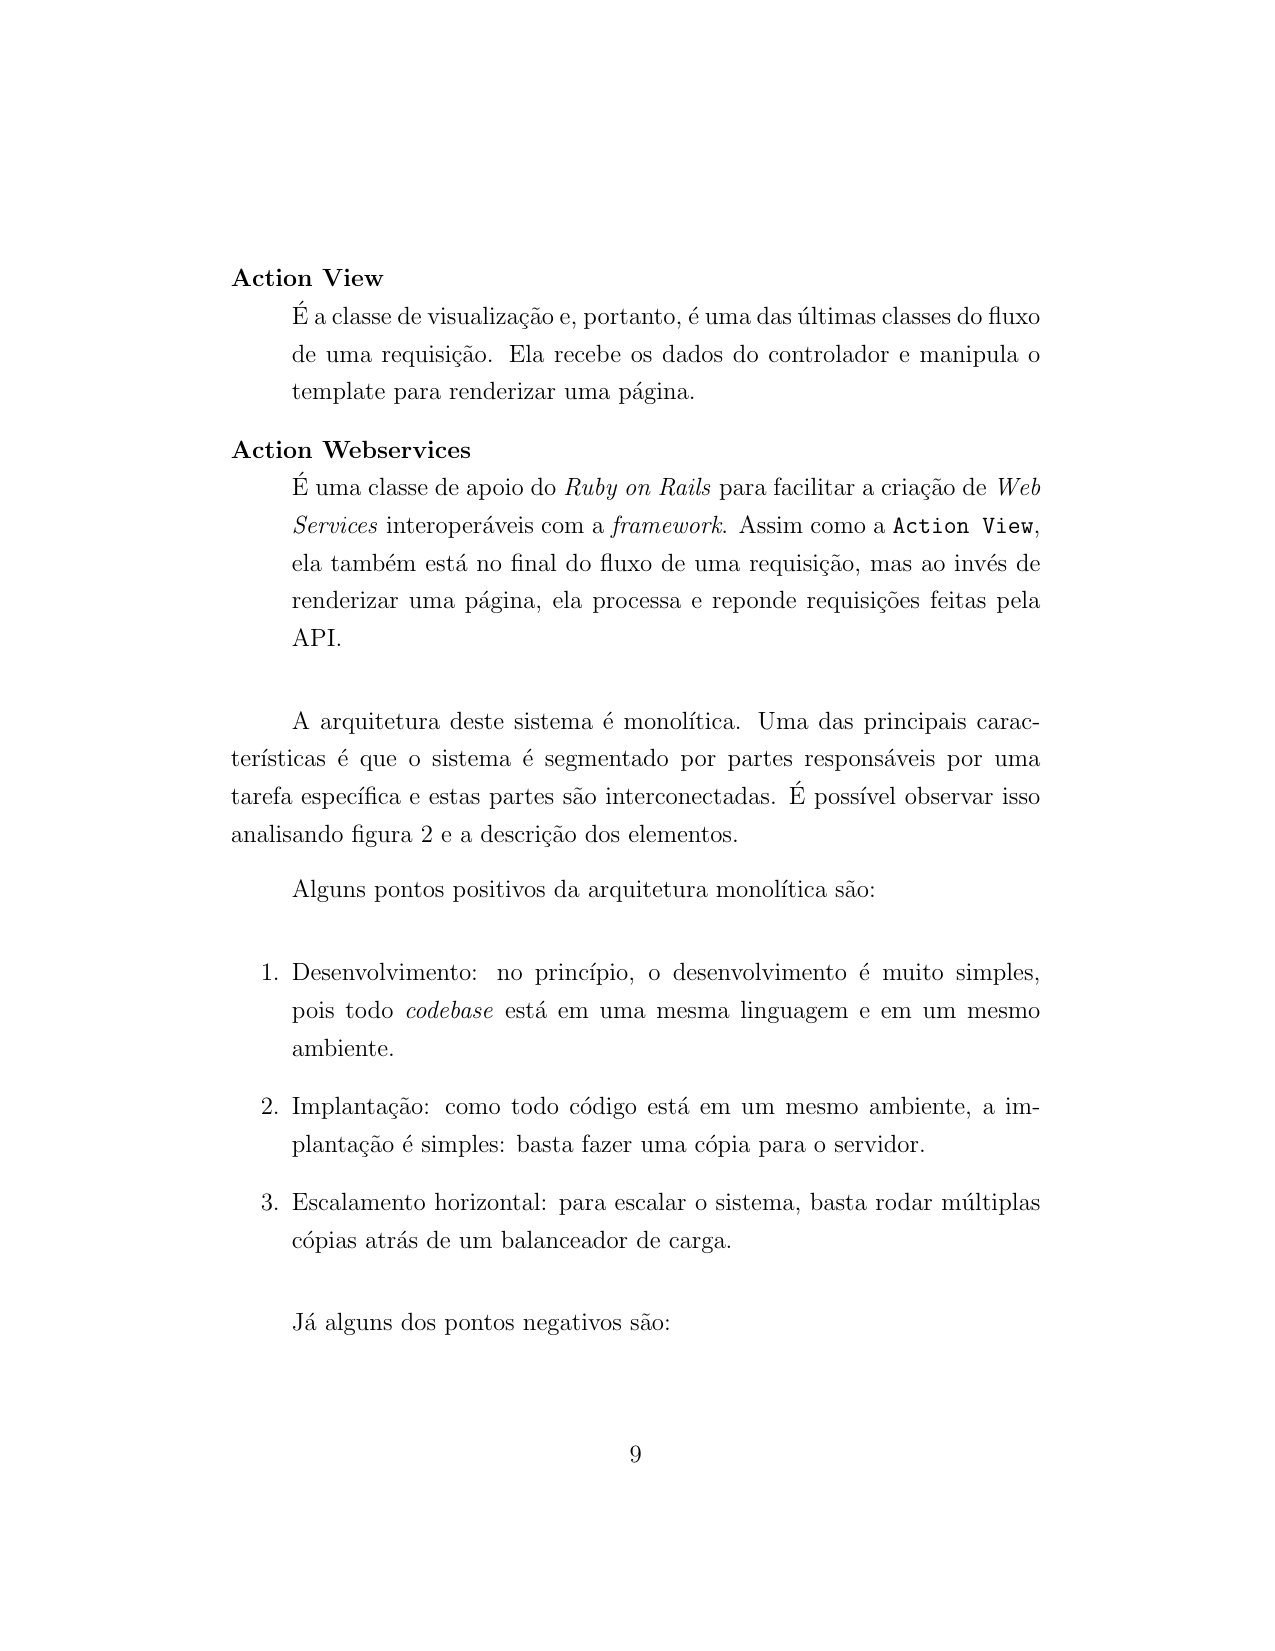 Action View
É a classe de visualização e, portanto, é uma das últimas classes do fluxo
de uma requisição. Ela recebe os dados do controlador e manipula o
template para renderizar uma página.
Action Webservices
É uma classe de apoio do Ruby on Rails para facilitar a criação de Web
Services interoperáveis com a framework. Assim como a Action View,
ela também está no final do fluxo de uma requisição, mas ao invés de
renderizar uma página, ela processa e reponde requisições feitas pela
API.
A arquitetura deste sistema é monolítica. Uma das principais carac-
terísticas é que o sistema é segmentado por partes responsáveis por uma
tarefa específica e estas partes são interconectadas. É possível observar isso
analisando figura 2 e a descrição dos elementos.
Alguns pontos positivos da arquitetura monolítica são:
1. Desenvolvimento: no princípio, o desenvolvimento é muito simples,
pois todo codebase está em uma mesma linguagem e em um mesmo
ambiente.
2. Implantação: como todo código está em um mesmo ambiente, a im-
plantação é simples: basta fazer uma cópia para o servidor.
3. Escalamento horizontal: para escalar o sistema, basta rodar múltiplas
cópias atrás de um balanceador de carga.
Já alguns dos pontos negativos são:
9